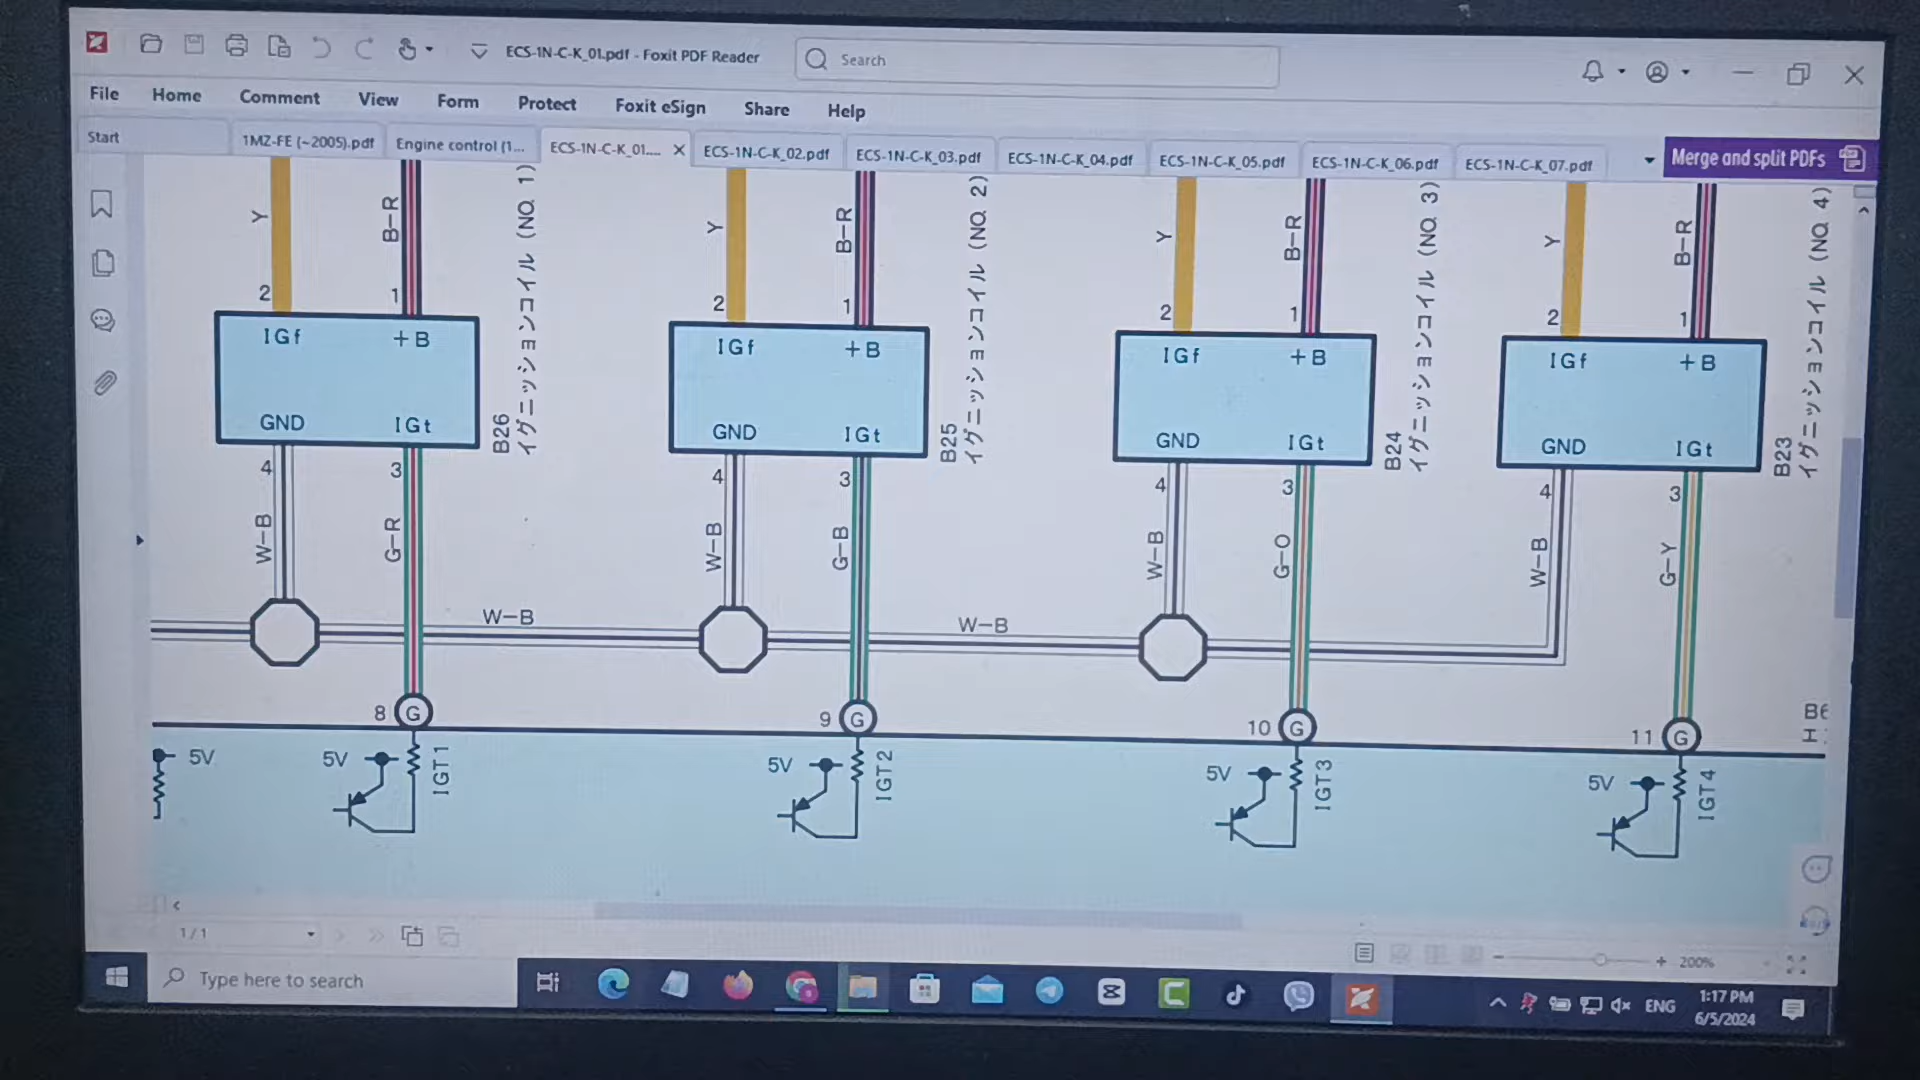 ECS-1N-C-K_01.pdf - Foxit PDF Reader
Search
File Home Comment View Form Protect Foxit eSign Share Help
Start
1MZ-FE (~2005).pdf
Engine control (1...
ECS-1N-C-K_01....
ECS-1N-C-K_02.pdf
ECS-1N-C-K_03.pdf
ECS-1N-C-K_04.pdf
ECS-1N-C-K_05.pdf
ECS-1N-C-K_06.pdf
ECS-1N-C-K_07.pdf
Merge and split PDFs
Y B-R Y B-R Y B-R Y B-R
2 1 2 1 2 1 2 1
IGf +B IGf +B IGf +B IGf +B
GND IGt GND IGt GND IGt GND IGt
B26
イグニッションコイル (NO. 1)
B25
イグニッションコイル (NO. 2)
B24
イグニッションコイル (NO. 3)
B23
イグニッションコイル (NO. 4)
4 3 4 3 4 3 4 3
W-B G-R W-B G-B W-B G-O W-B G-Y
W-B W-B
8 G 9 G 10 G 11 G
5V 5V IGT1 5V IGT2 5V IGT3 5V IGT4
1 / 1
200%
Type here to search
ENG
1:17 PM
6/5/2024